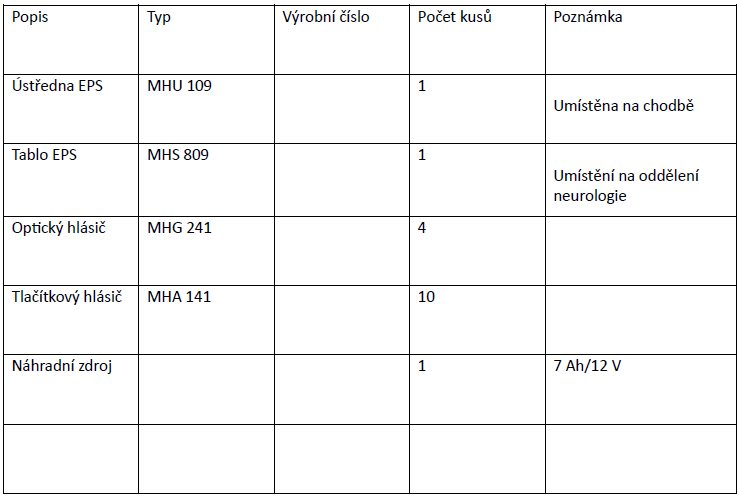 Popis Typ Výrobní číslo Počet kusů Poznámka
Ústředna EPS MHU 109 1
Umístěna na chodbě
Tablo EPS MHS 809 1
Umístění na oddělení
neurologie
Optický hlásič MHG 241 4
Tlačítkový hlásič MHA 141 10
Náhradní zdroj 1 7 Ah/12 V